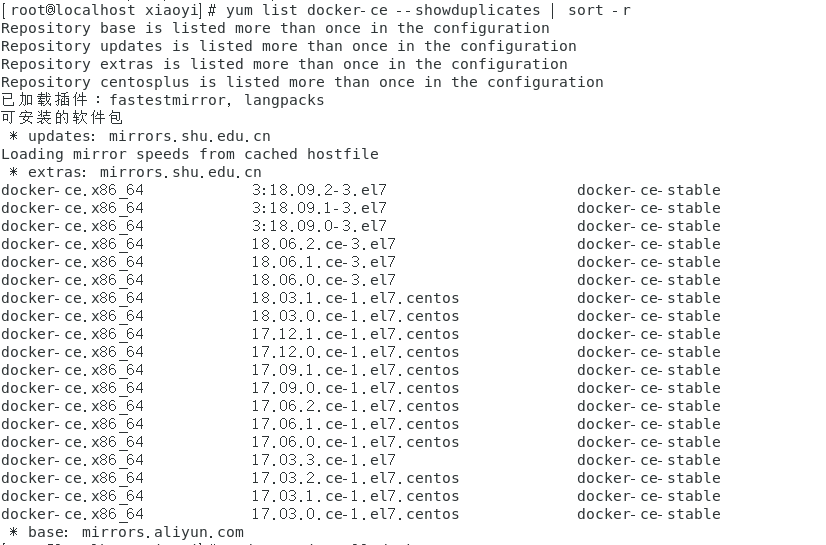 [root@localhost xiaoyi]# yum list docker-ce --showduplicates | sort -r
Repository base is listed more than once in the configuration
Repository updates is listed more than once in the configuration
Repository extras is listed more than once in the configuration
Repository centosplus is listed more than once in the configuration
已加载插件：fastestmirror, langpacks
可安装的软件包
 * updates: mirrors.shu.edu.cn
Loading mirror speeds from cached hostfile
 * extras: mirrors.shu.edu.cn
docker-ce.x86_64            3:18.09.2-3.el7                     docker-ce-stable
docker-ce.x86_64            3:18.09.1-3.el7                     docker-ce-stable
docker-ce.x86_64            3:18.09.0-3.el7                     docker-ce-stable
docker-ce.x86_64            18.06.2.ce-3.el7                    docker-ce-stable
docker-ce.x86_64            18.06.1.ce-3.el7                    docker-ce-stable
docker-ce.x86_64            18.06.0.ce-3.el7                    docker-ce-stable
docker-ce.x86_64            18.03.1.ce-1.el7.centos             docker-ce-stable
docker-ce.x86_64            18.03.0.ce-1.el7.centos             docker-ce-stable
docker-ce.x86_64            17.12.1.ce-1.el7.centos             docker-ce-stable
docker-ce.x86_64            17.12.0.ce-1.el7.centos             docker-ce-stable
docker-ce.x86_64            17.09.1.ce-1.el7.centos             docker-ce-stable
docker-ce.x86_64            17.09.0.ce-1.el7.centos             docker-ce-stable
docker-ce.x86_64            17.06.2.ce-1.el7.centos             docker-ce-stable
docker-ce.x86_64            17.06.1.ce-1.el7.centos             docker-ce-stable
docker-ce.x86_64            17.06.0.ce-1.el7.centos             docker-ce-stable
docker-ce.x86_64            17.03.3.ce-1.el7                    docker-ce-stable
docker-ce.x86_64            17.03.2.ce-1.el7.centos             docker-ce-stable
docker-ce.x86_64            17.03.1.ce-1.el7.centos             docker-ce-stable
docker-ce.x86_64            17.03.0.ce-1.el7.centos             docker-ce-stable
 * base: mirrors.aliyun.com